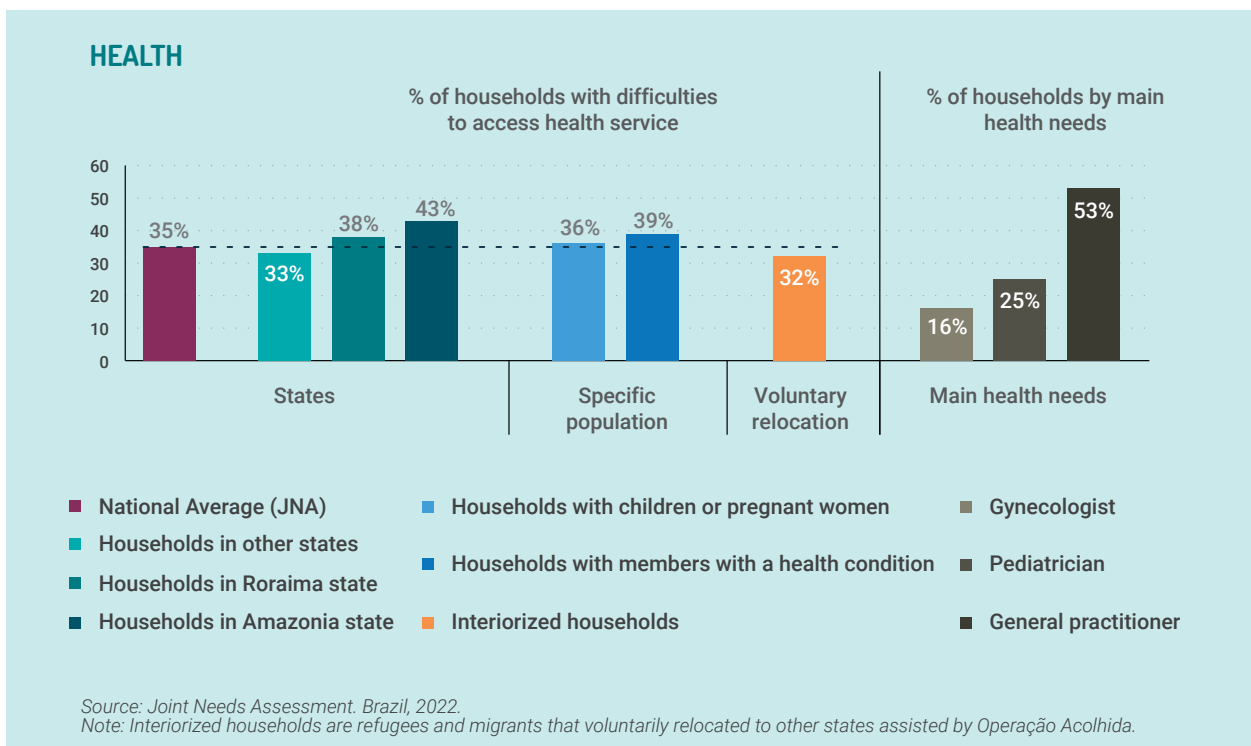 HEALTH
% of households with difficulties
to access health service
% of households by main
health needs
60
50
40
30
20
10
0
35%
33%
38%
43%
36%
39%
32%
16%
25%
53%
States
Specific
population
Voluntary
relocation
Main health needs
National Average (JNA)
Households in other states
Households in Roraima state
Households in Amazonia state
Households with children or pregnant women
Households with members with a health condition
Interiorized households
Gynecologist
Pediatrician
General practitioner
Source: Joint Needs Assessment. Brazil, 2022.
Note: Interiorized households are refugees and migrants that voluntarily relocated to other states assisted by Operação Acolhida.